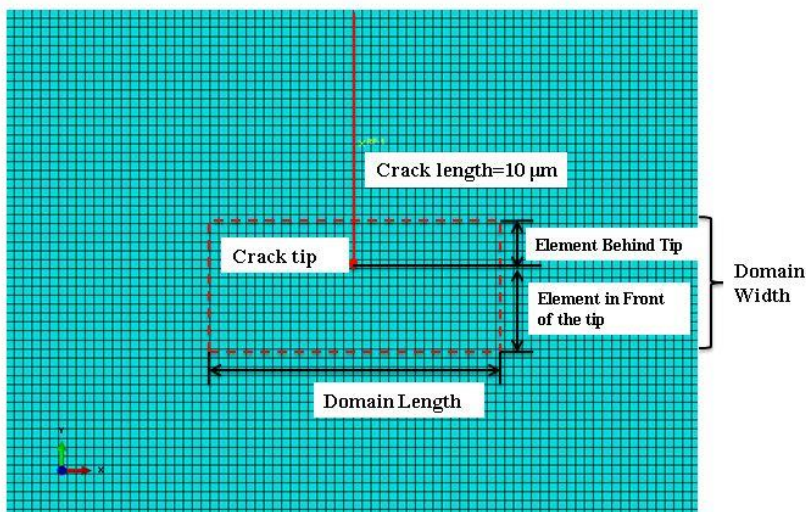 Crack length=10 µm
Crack tip
Element Behind Tip
Element in Front
of the tip
Domain
Width
Domain Length
Y
X